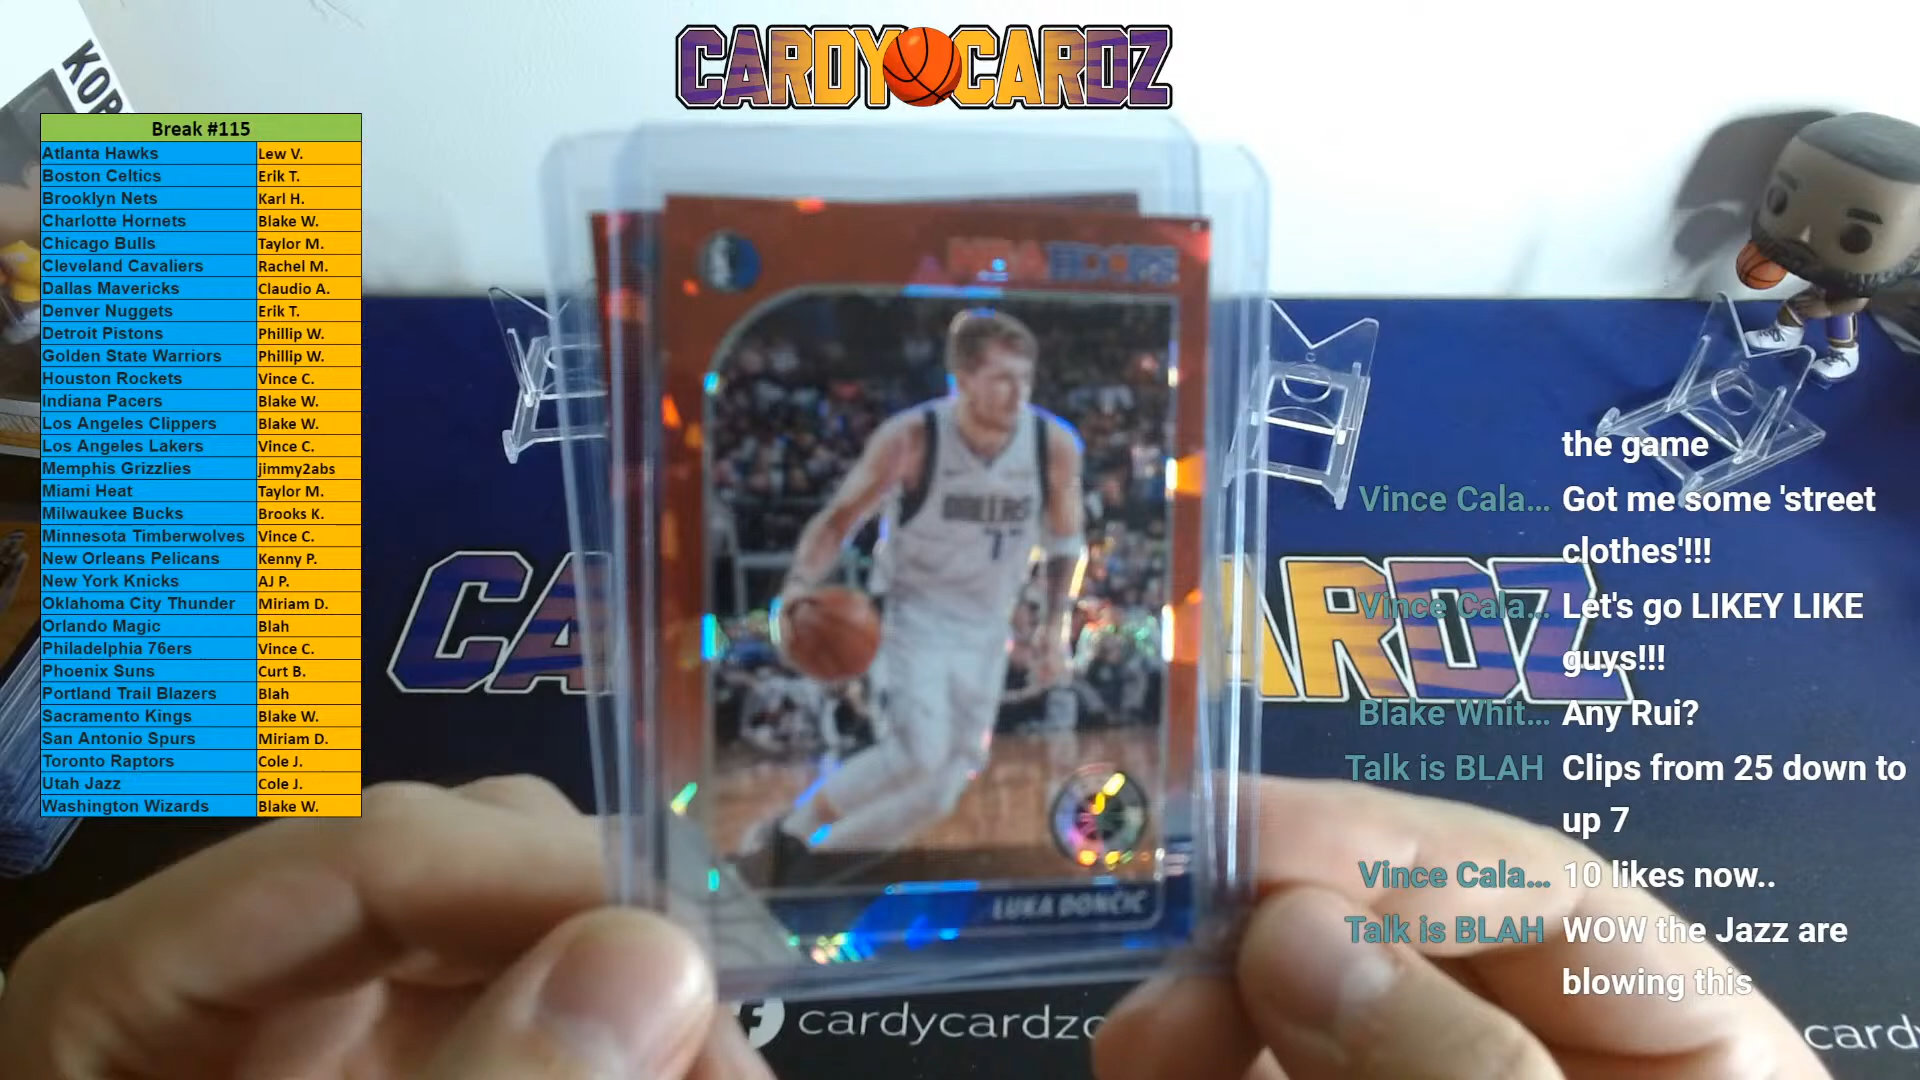 CARDY CARDZ
KOB
Break #115
Atlanta Hawks Lew V.
Boston Celtics Erik T.
Brooklyn Nets Karl H.
Charlotte Hornets Blake W.
Chicago Bulls Taylor M.
Cleveland Cavaliers Rachel M.
Dallas Mavericks Claudio A.
Denver Nuggets Erik T.
Detroit Pistons Phillip W.
Golden State Warriors Phillip W.
Houston Rockets Vince C.
Indiana Pacers Blake W.
Los Angeles Clippers Blake W.
Los Angeles Lakers Vince C.
Memphis Grizzlies jimmy2abs
Miami Heat Taylor M.
Milwaukee Bucks Brooks K.
Minnesota Timberwolves Vince C.
New Orleans Pelicans Kenny P.
New York Knicks AJ P.
Oklahoma City Thunder Miriam D.
Orlando Magic Blah
Philadelphia 76ers Vince C.
Phoenix Suns Curt B.
Portland Trail Blazers Blah
Sacramento Kings Blake W.
San Antonio Spurs Miriam D.
Toronto Raptors Cole J.
Utah Jazz Cole J.
Washington Wizards Blake W.
NBA HOOPS
DALLAS
77
LUKA DONČIĆ
CA
ARDZ
the game
Vince Cala... Got me some 'street
clothes'!!!
Vince Cala... Let's go LIKEY LIKE
guys!!!
Blake Whit... Any Rui?
Talk is BLAH Clips from 25 down to
up 7
Vince Cala... 10 likes now..
Talk is BLAH WOW the Jazz are
blowing this
cardycardzc
card